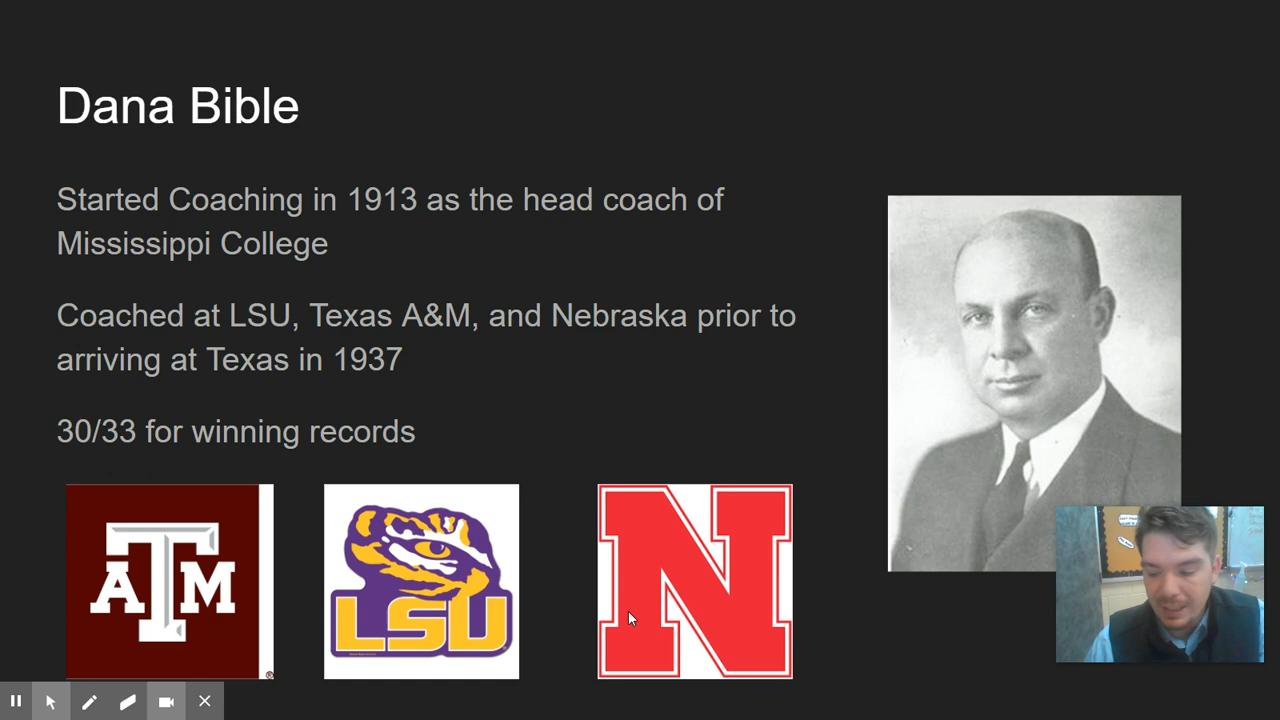 Dana Bible
Started Coaching in 1913 as the head coach of
Mississippi College
Coached at LSU, Texas A&M, and Nebraska prior to
arriving at Texas in 1937
30/33 for winning records
ATM
LSU
N